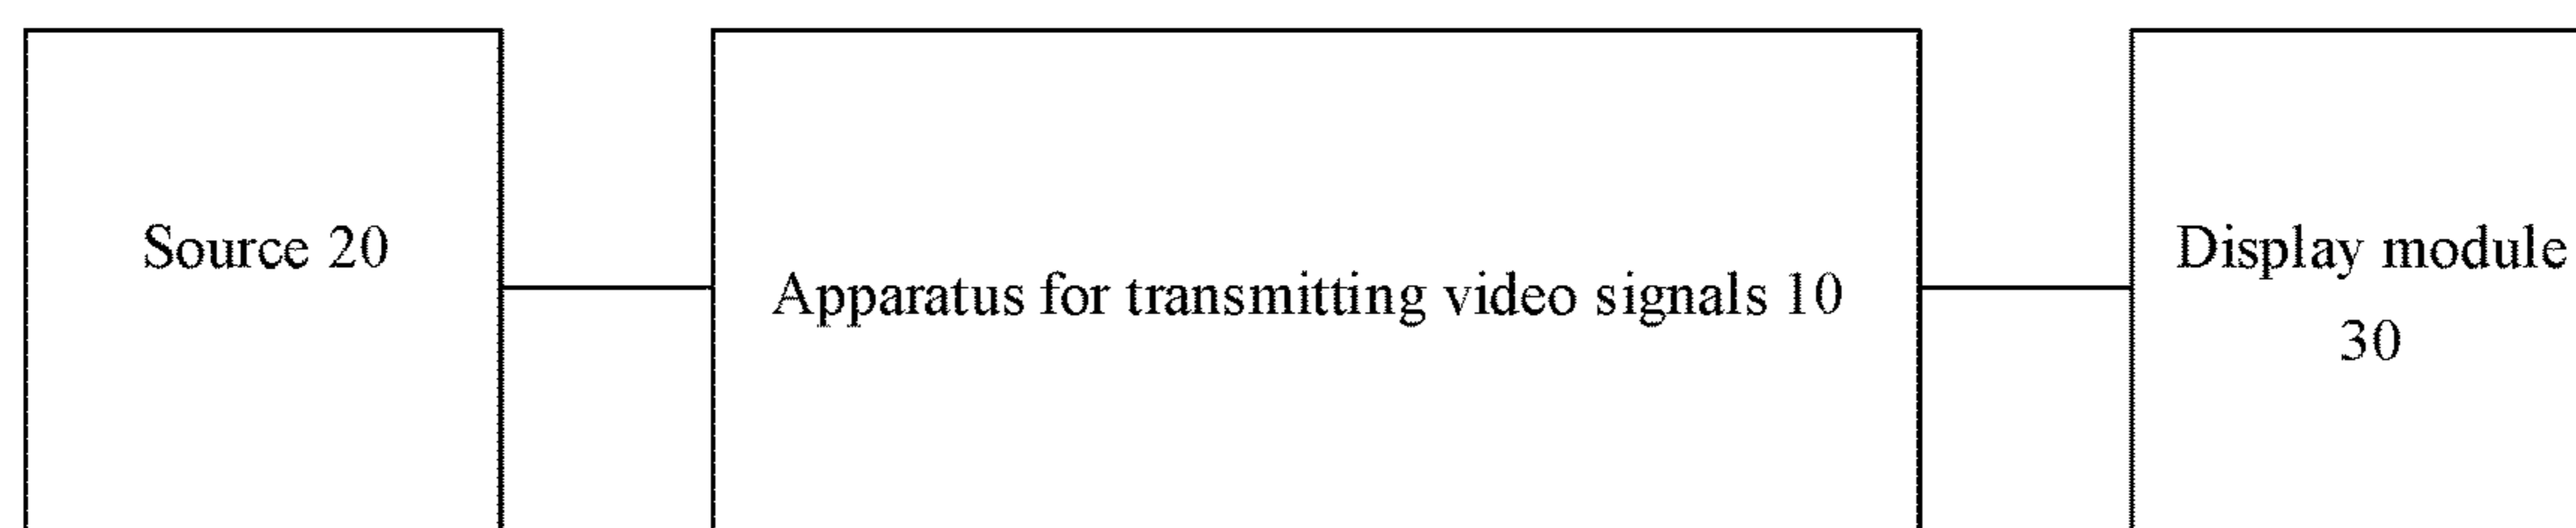 Source 20
Apparatus for transmitting video signals 10
Display module
30